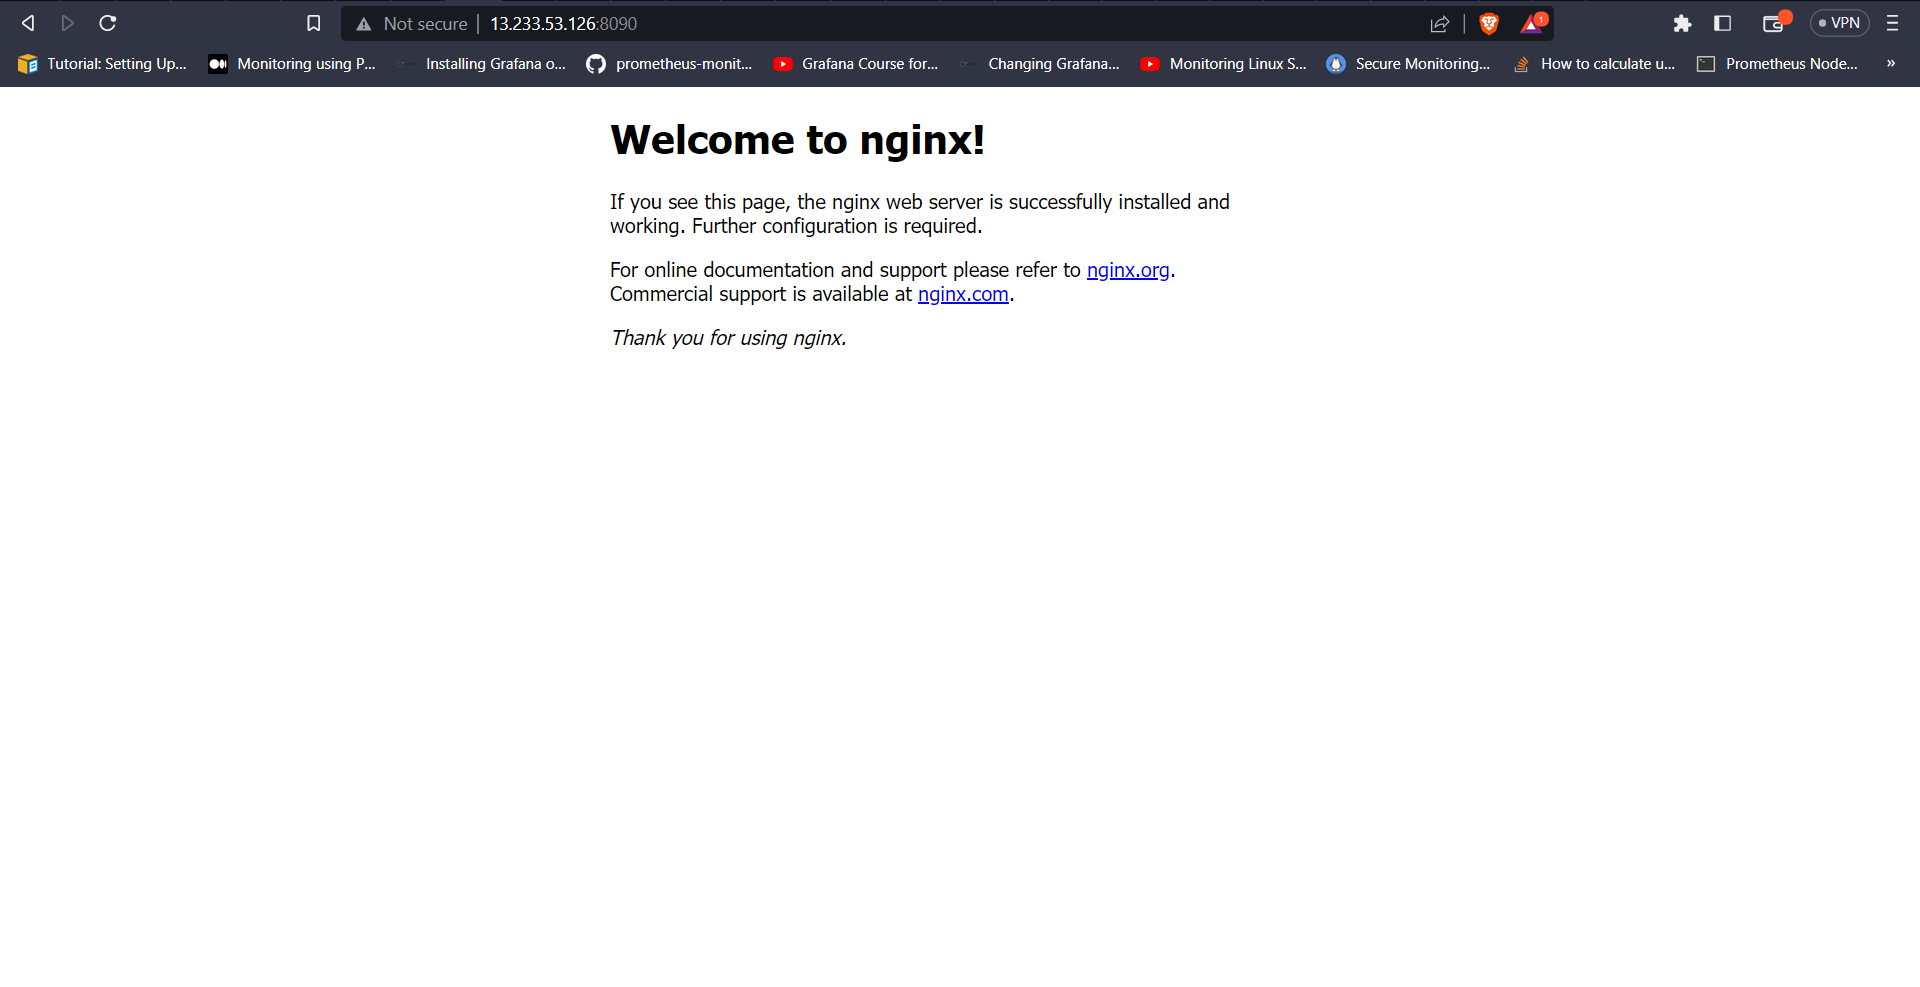 Not secure 13.233.53.126:8090 1 VPN
Tutorial: Setting Up... Monitoring using P... Installing Grafana o... prometheus-monit... Grafana Course for... Changing Grafana... Monitoring Linux S... Secure Monitoring... How to calculate u... Prometheus Node... »
Welcome to nginx!
If you see this page, the nginx web server is successfully installed and
working. Further configuration is required.
For online documentation and support please refer to nginx.org.
Commercial support is available at nginx.com.
Thank you for using nginx.